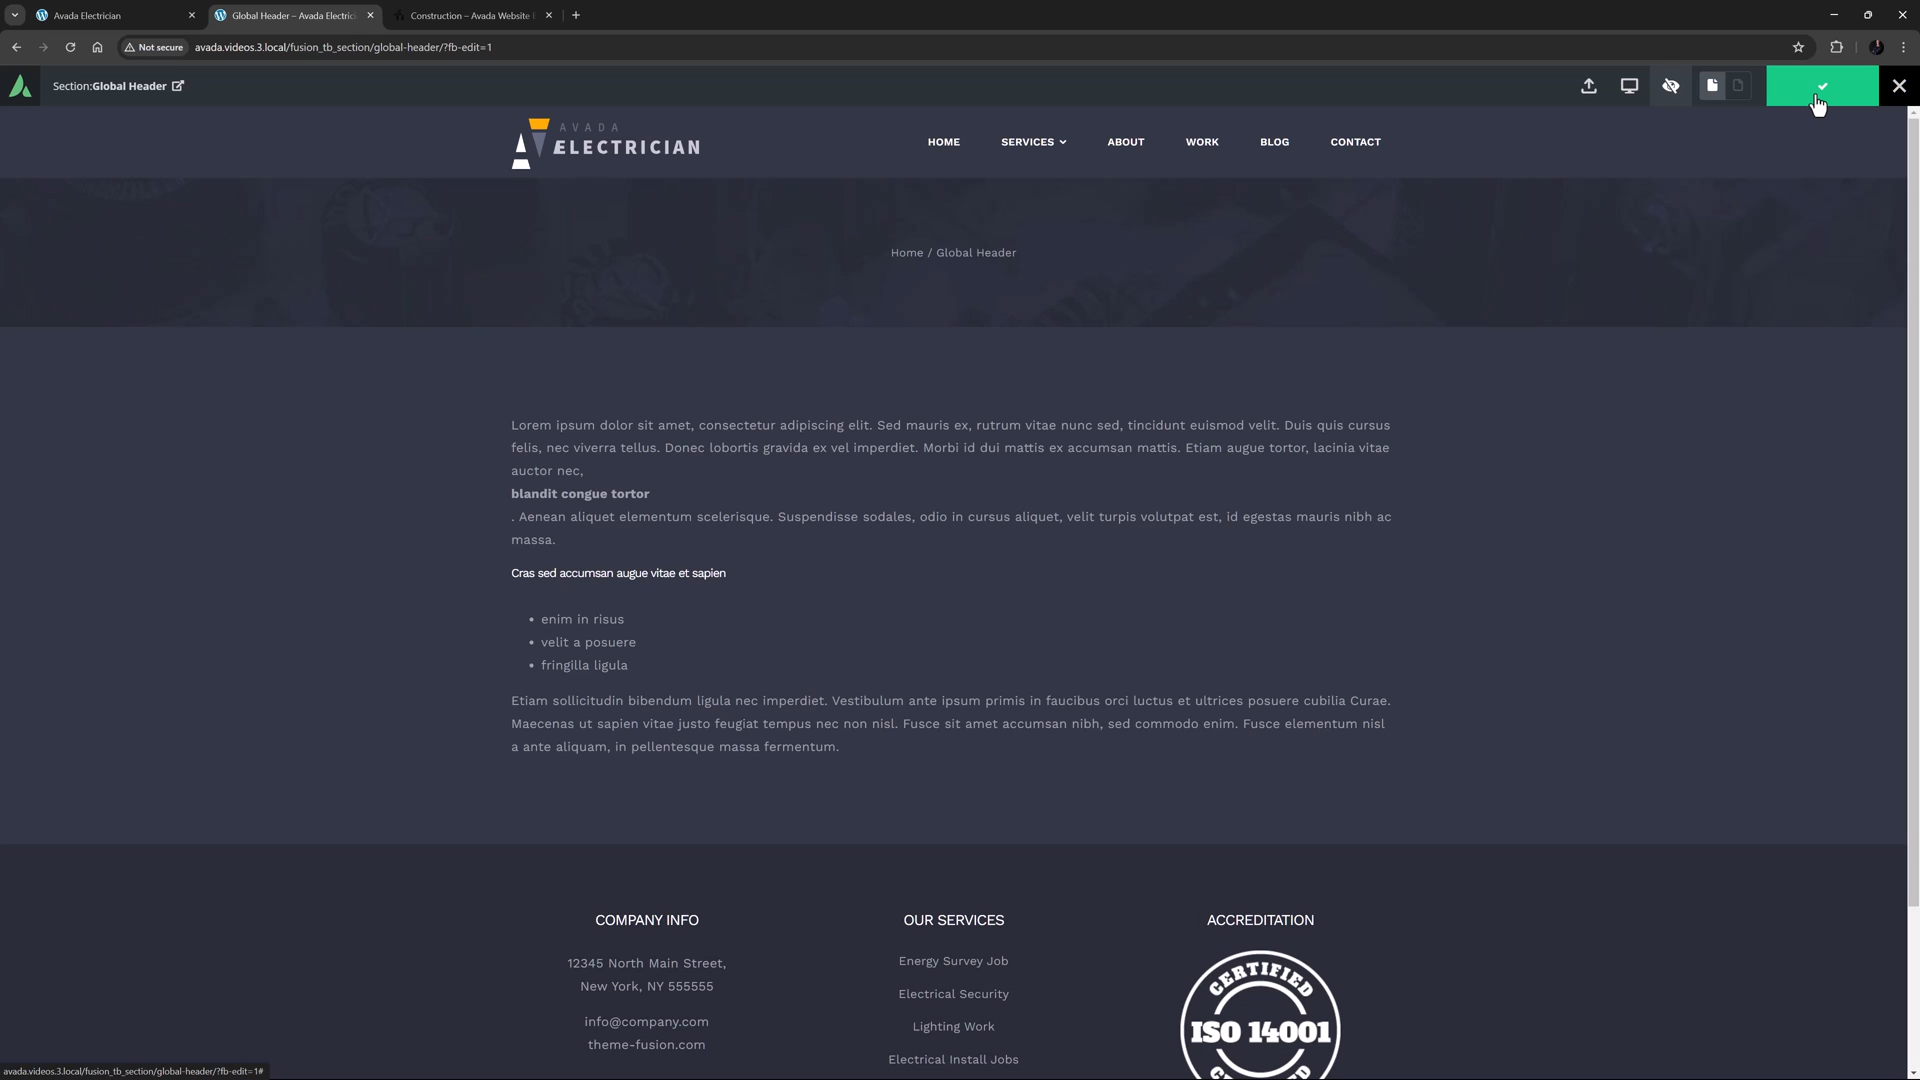 Avada Electrician
Global Header – Avada Electric
Construction – Avada Website
Not secure
avada.videos.3.local/fusion_tb_section/global-header/?fb-edit=1
Section:Global Header
AVADA
ELECTRICIAN
HOME
SERVICES
ABOUT
WORK
BLOG
CONTACT
Home / Global Header
Lorem ipsum dolor sit amet, consectetur adipiscing elit. Sed mauris ex, rutrum vitae nunc sed, tincidunt euismod velit. Duis quis cursus
felis, nec viverra tellus. Donec lobortis gravida ex vel imperdiet. Morbi id dui mattis ex accumsan mattis. Etiam augue tortor, lacinia vitae
auctor nec,
blandit congue tortor
. Aenean aliquet elementum scelerisque. Suspendisse sodales, odio in cursus aliquet, velit turpis volutpat est, id egestas mauris nibh ac
massa.
Cras sed accumsan augue vitae et sapien
• enim in risus
• velit a posuere
• fringilla ligula
Etiam sollicitudin bibendum ligula nec imperdiet. Vestibulum ante ipsum primis in faucibus orci luctus et ultrices posuere cubilia Curae.
Maecenas ut sapien vitae justo feugiat tempus nec non nisl. Fusce sit amet accumsan nibh, sed commodo enim. Fusce elementum nisl
a ante aliquam, in pellentesque massa fermentum.
COMPANY INFO
12345 North Main Street,
New York, NY 555555
info@company.com
theme-fusion.com
OUR SERVICES
Energy Survey Job
Electrical Security
Lighting Work
Electrical Install Jobs
ACCREDITATION
CERTIFIED
ISO 14001
CERTIFIED
avada.videos.3.local/fusion_tb_section/global-header/?fb-edit=1#